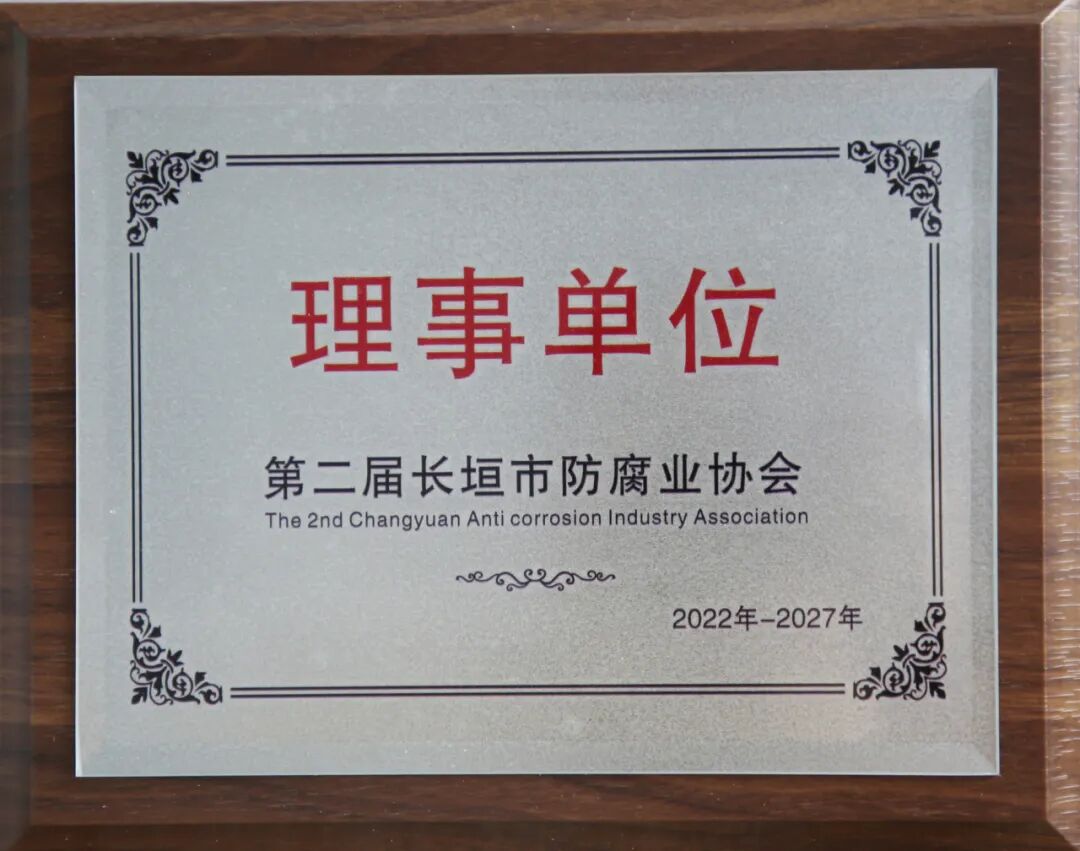 理事单位
第二届长垣市防腐业协会
The 2nd Changyuan Anti corrosion Industry Association
2022年-2027年